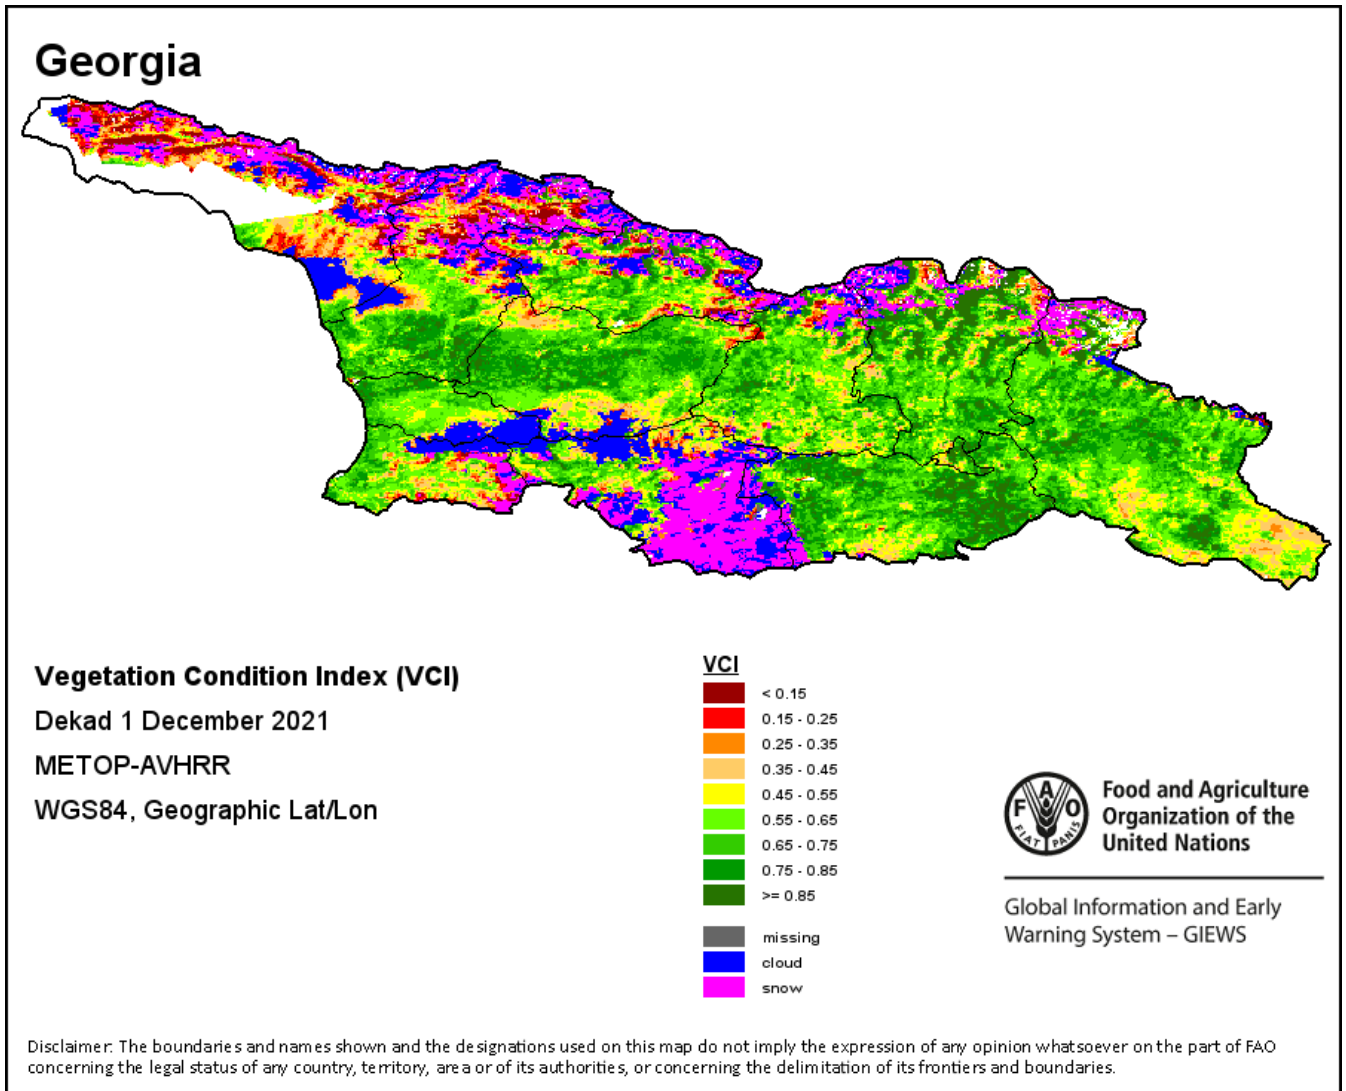 Georgia
Vegetation Condition Index (VCI)
Dekad 1 December 2021
METOP-AVHRR
WGS84, Geographic Lat/Lon
VCI
< 0.15
0.15 - 0.25
0.25 - 0.35
0.35 - 0.45
0.45 - 0.55
0.55 - 0.65
0.65 - 0.75
0.75 - 0.85
>= 0.85
missing
cloud
snow
F A O
FIAT PANIS
Food and Agriculture
Organization of the
United Nations
Global Information and Early
Warning System – GIEWS
Disclaimer: The boundaries and names shown and the designations used on this map do not imply the expression of any opinion whatsoever on the part of FAO
concerning the legal status of any country, territory, area or of its authorities, or concerning the delimitation of its frontiers and boundaries.